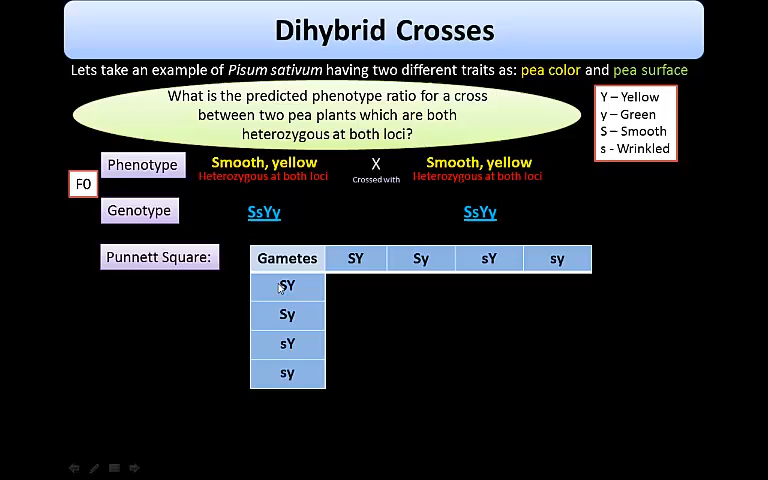 Dihybrid Crosses
Lets take an example of Pisum sativum having two different traits as: pea color and pea surface
What is the predicted phenotype ratio for a cross
between two pea plants which are both
heterozygous at both loci?
Y – Yellow
y – Green
S – Smooth
s - Wrinkled
F0
Phenotype
Smooth, yellow
Heterozygous at both loci
X
Crossed with
Smooth, yellow
Heterozygous at both loci
Genotype
SsYy
SsYy
Punnett Square:
Gametes SY Sy sY sy
SY
Sy
sY
sy